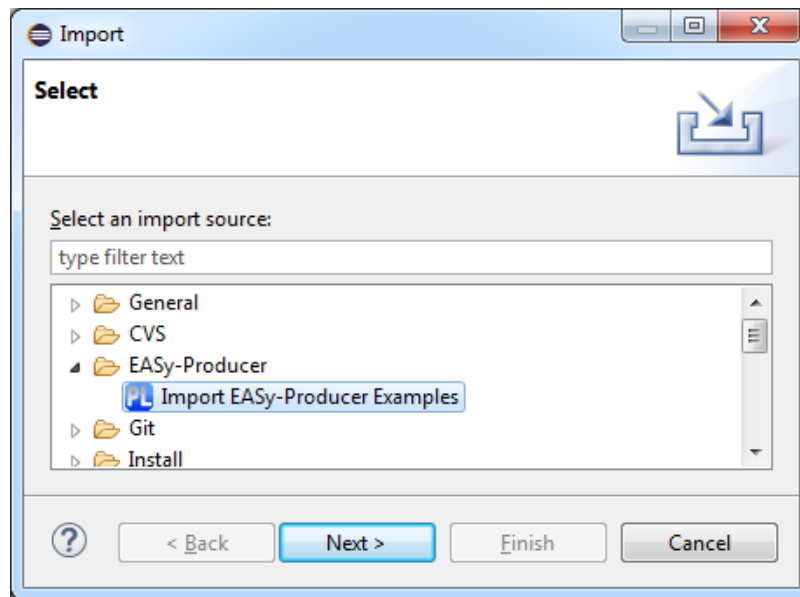 Import
Select
Select an import source:
type filter text
General
CVS
EASy-Producer
PL Import EASy-Producer Examples
Git
Install
?
< Back Next > Finish Cancel